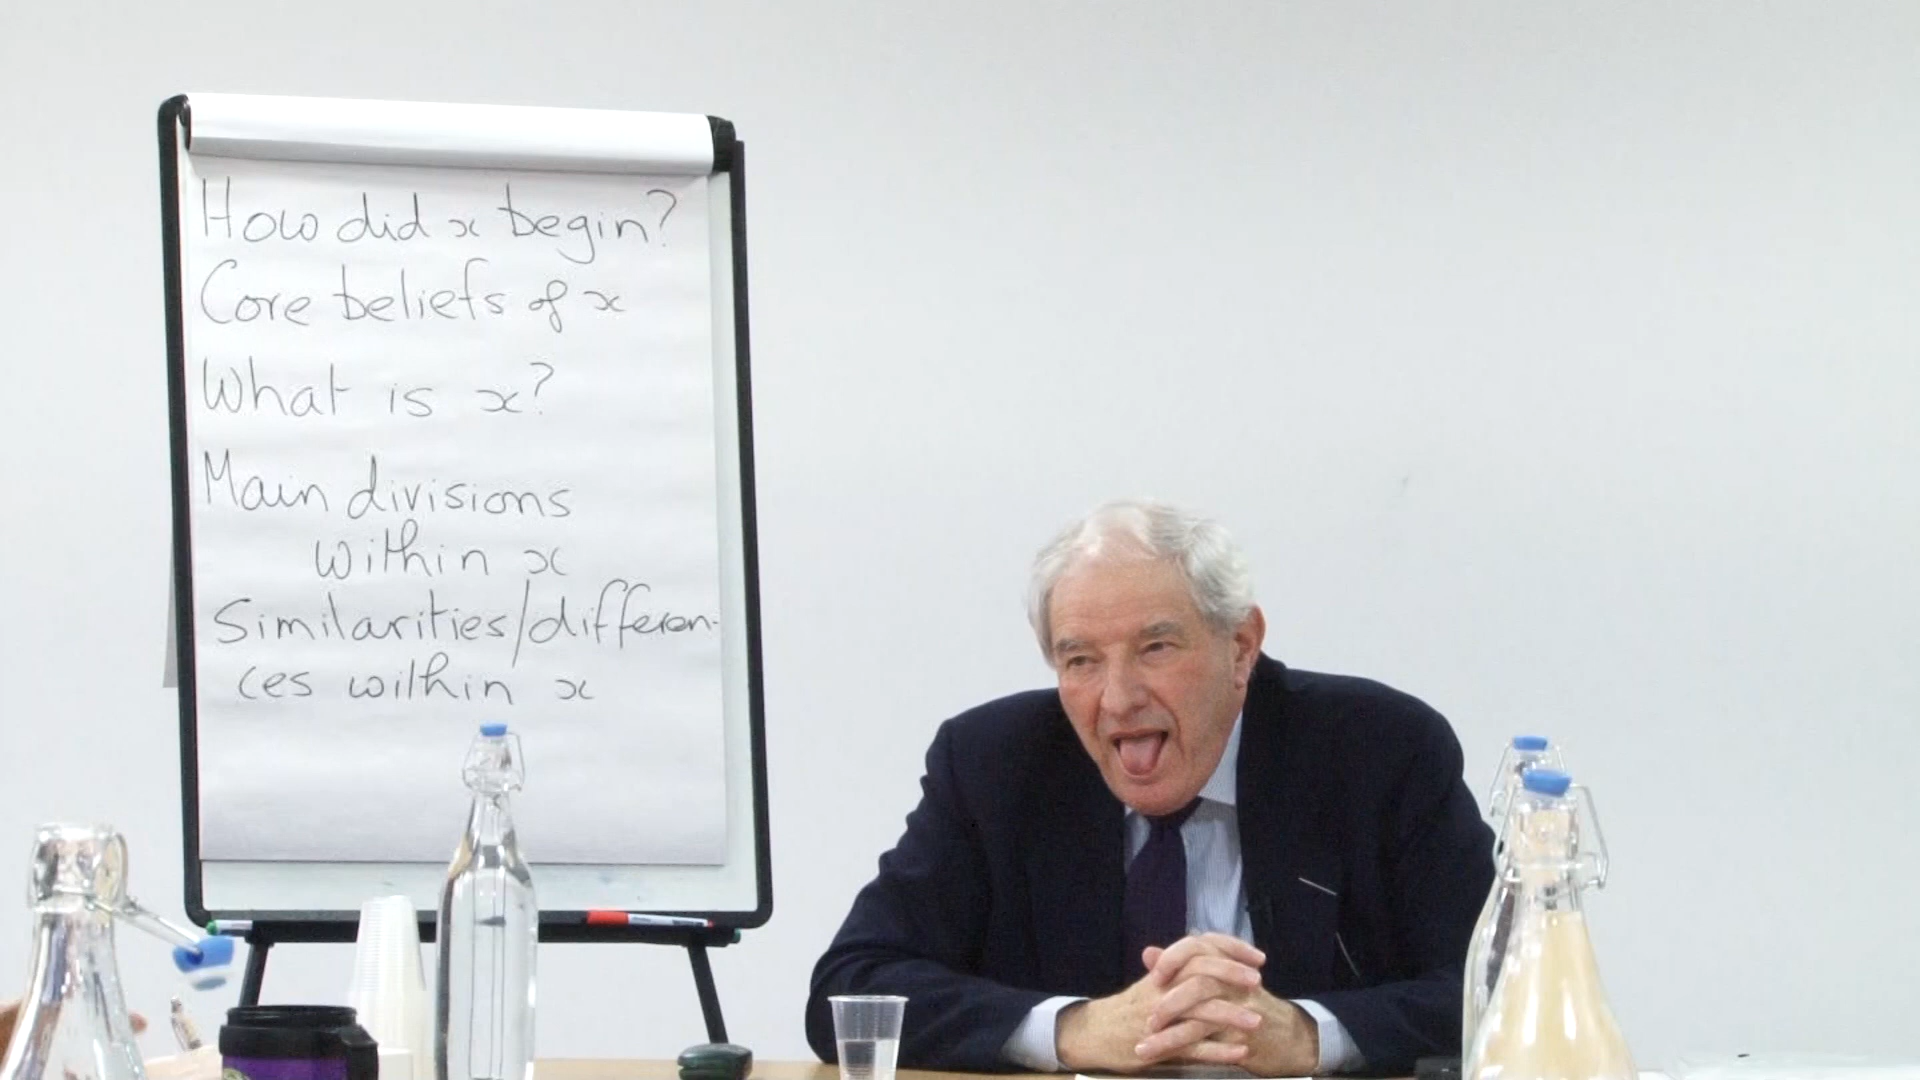 How did x begin?
Core beliefs of x
What is x?
Main divisions
within x
Similarities/differen-
ces within x